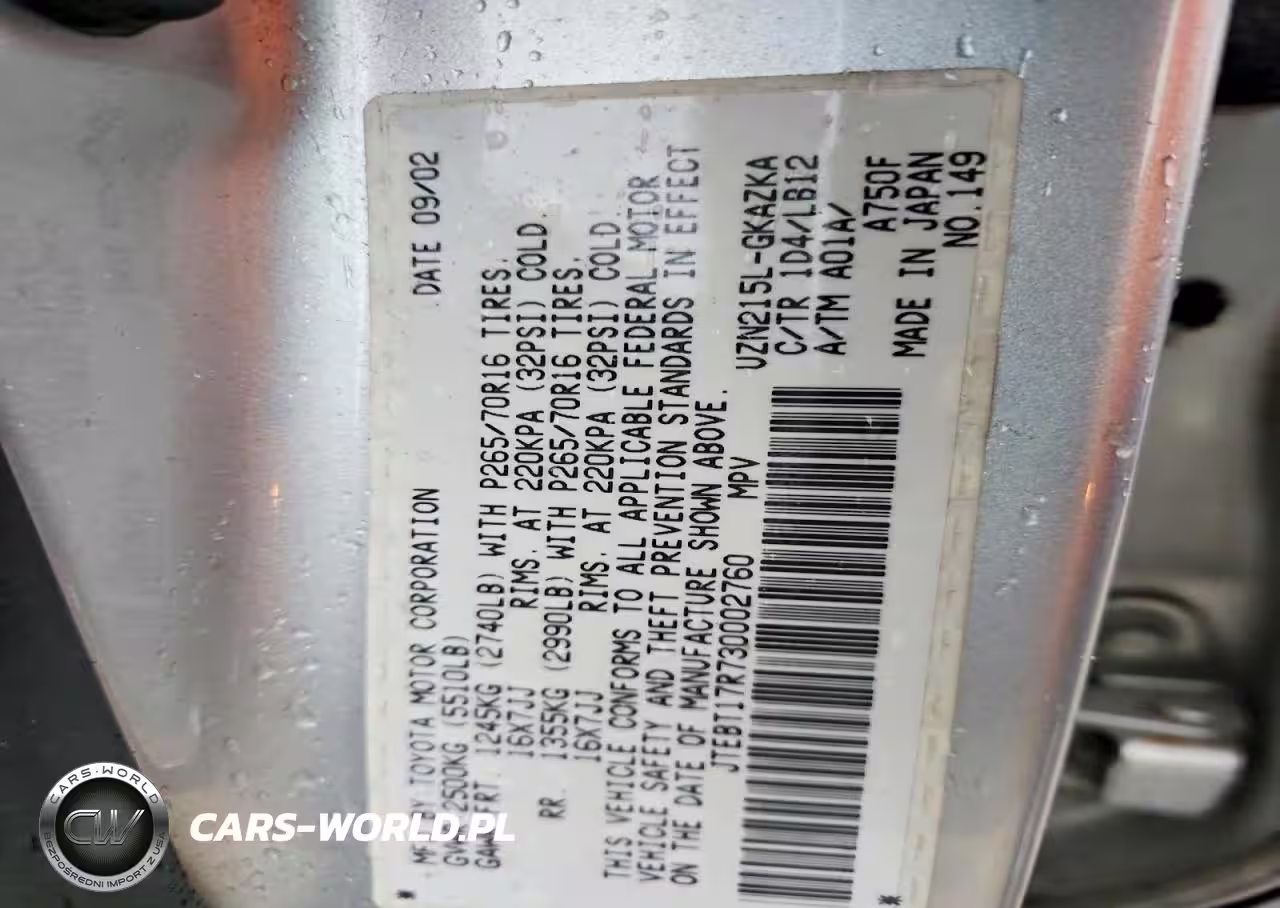 MF BY TOYOTA MOTOR CORPORATION DATE 09/02
2500KG (5510LB)
FRT. 1245KG (2740LB) WITH P265/70R16 TIRES,
16X7JJ RIMS, AT 220KPA (32PSI) COLD.
RR. 1355KG (2990LB) WITH P265/70R16 TIRES,
16X7JJ RIMS, AT 220KPA (32PSI) COLD.
THIS VEHICLE CONFORMS TO ALL APPLICABLE FEDERAL MOTOR
VEHICLE SAFETY AND THEFT PREVENTION STANDARDS IN EFFECT
ON THE DATE OF MANUFACTURE SHOWN ABOVE.
JTEBT17R730002760 MPV
UZN215L-GKAZKA
C/TR 1D4/LB12
A/TM A01A/
A750F
MADE IN JAPAN
NO.149
CARS-WORLD
CW
BEZPOŚREDNI IMPORT Z USA
CARS-WORLD.PL